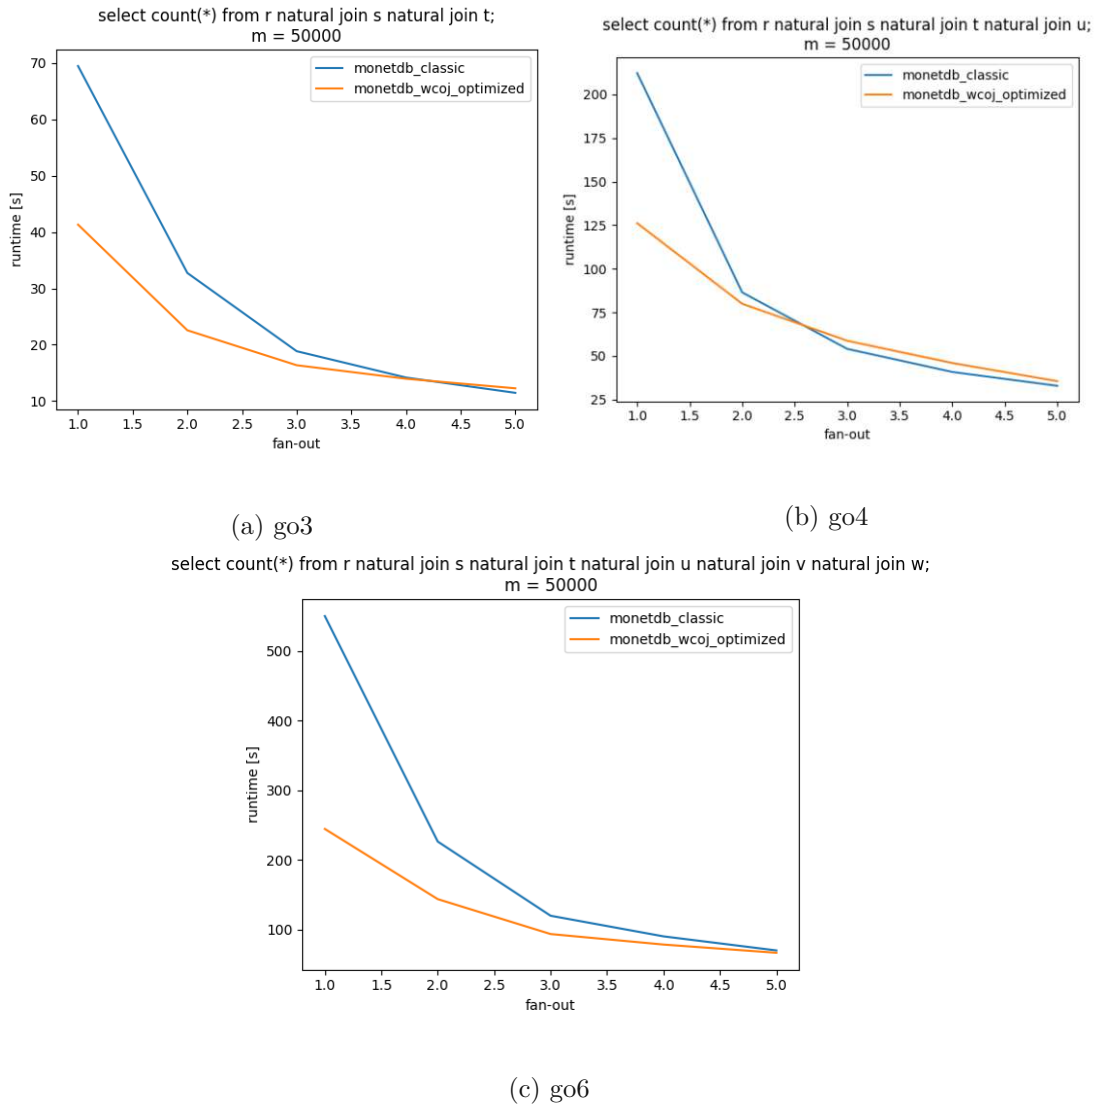 select count(*) from r natural join s natural join t;
m = 50000
monetdb_classic
monetdb_wcoj_optimized
70
60
50
40
30
20
10
runtime [s]
1.0 1.5 2.0 2.5 3.0 3.5 4.0 4.5 5.0
fan-out
(a) go3
select count(*) from r natural join s natural join t natural join u;
m = 50000
monetdb_classic
monetdb_wcoj_optimized
200
175
150
125
100
75
50
25
runtime [s]
1.0 1.5 2.0 2.5 3.0 3.5 4.0 4.5 5.0
fan-out
(b) go4
select count(*) from r natural join s natural join t natural join u natural join v natural join w;
m = 50000
monetdb_classic
monetdb_wcoj_optimized
500
400
300
200
100
runtime [s]
1.0 1.5 2.0 2.5 3.0 3.5 4.0 4.5 5.0
fan-out
(c) go6